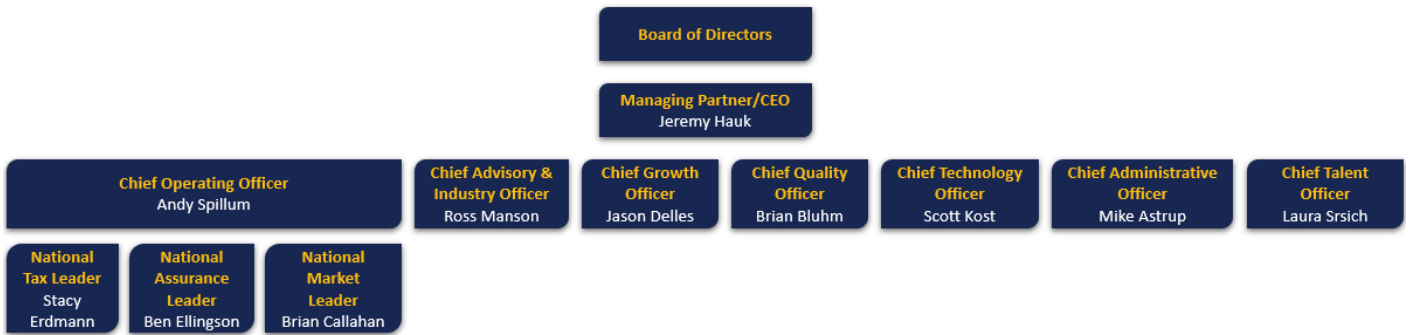 Board of Directors
Managing Partner/CEO
Jeremy Hauk
Chief Operating Officer
Andy Spillum
Chief Advisory &
Industry Officer
Ross Manson
Chief Growth
Officer
Jason Delles
Chief Quality
Officer
Brian Bluhm
Chief Technology
Officer
Scott Kost
Chief Administrative
Officer
Mike Astrup
Chief Talent
Officer
Laura Srsich
National
Tax Leader
Stacy
Erdmann
National
Assurance
Leader
Ben Ellingson
National
Market
Leader
Brian Callahan